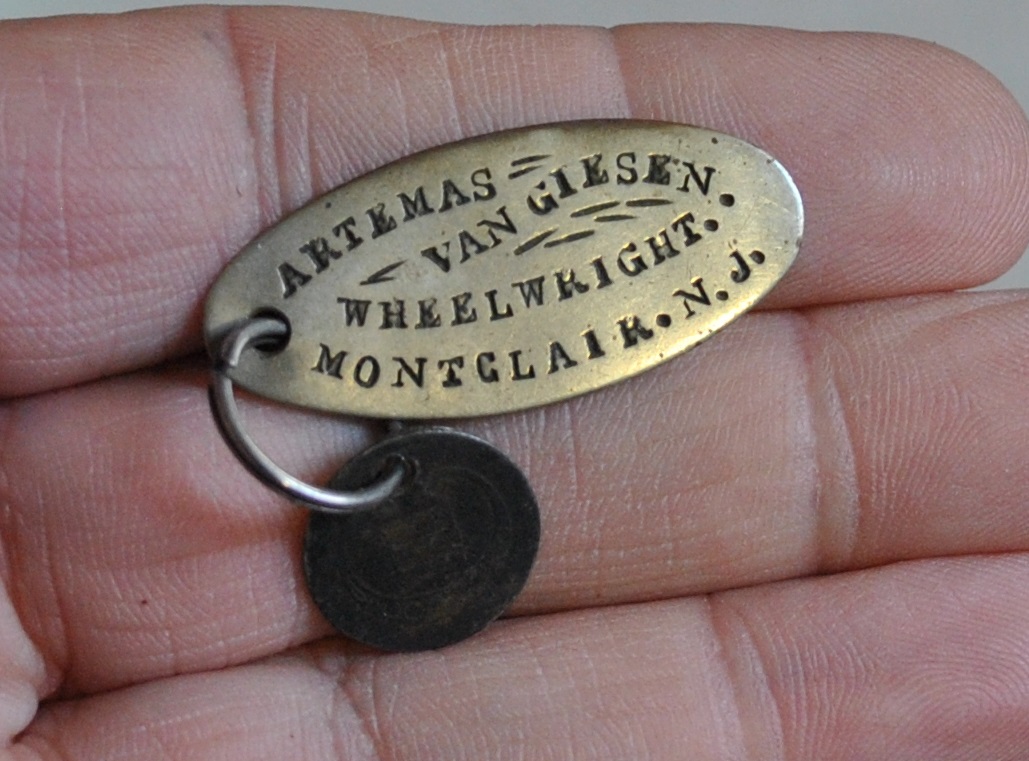 ARTEMAS
VAN GIESEN.
WHEELWRIGHT.
MONTCLAIR. N.J.